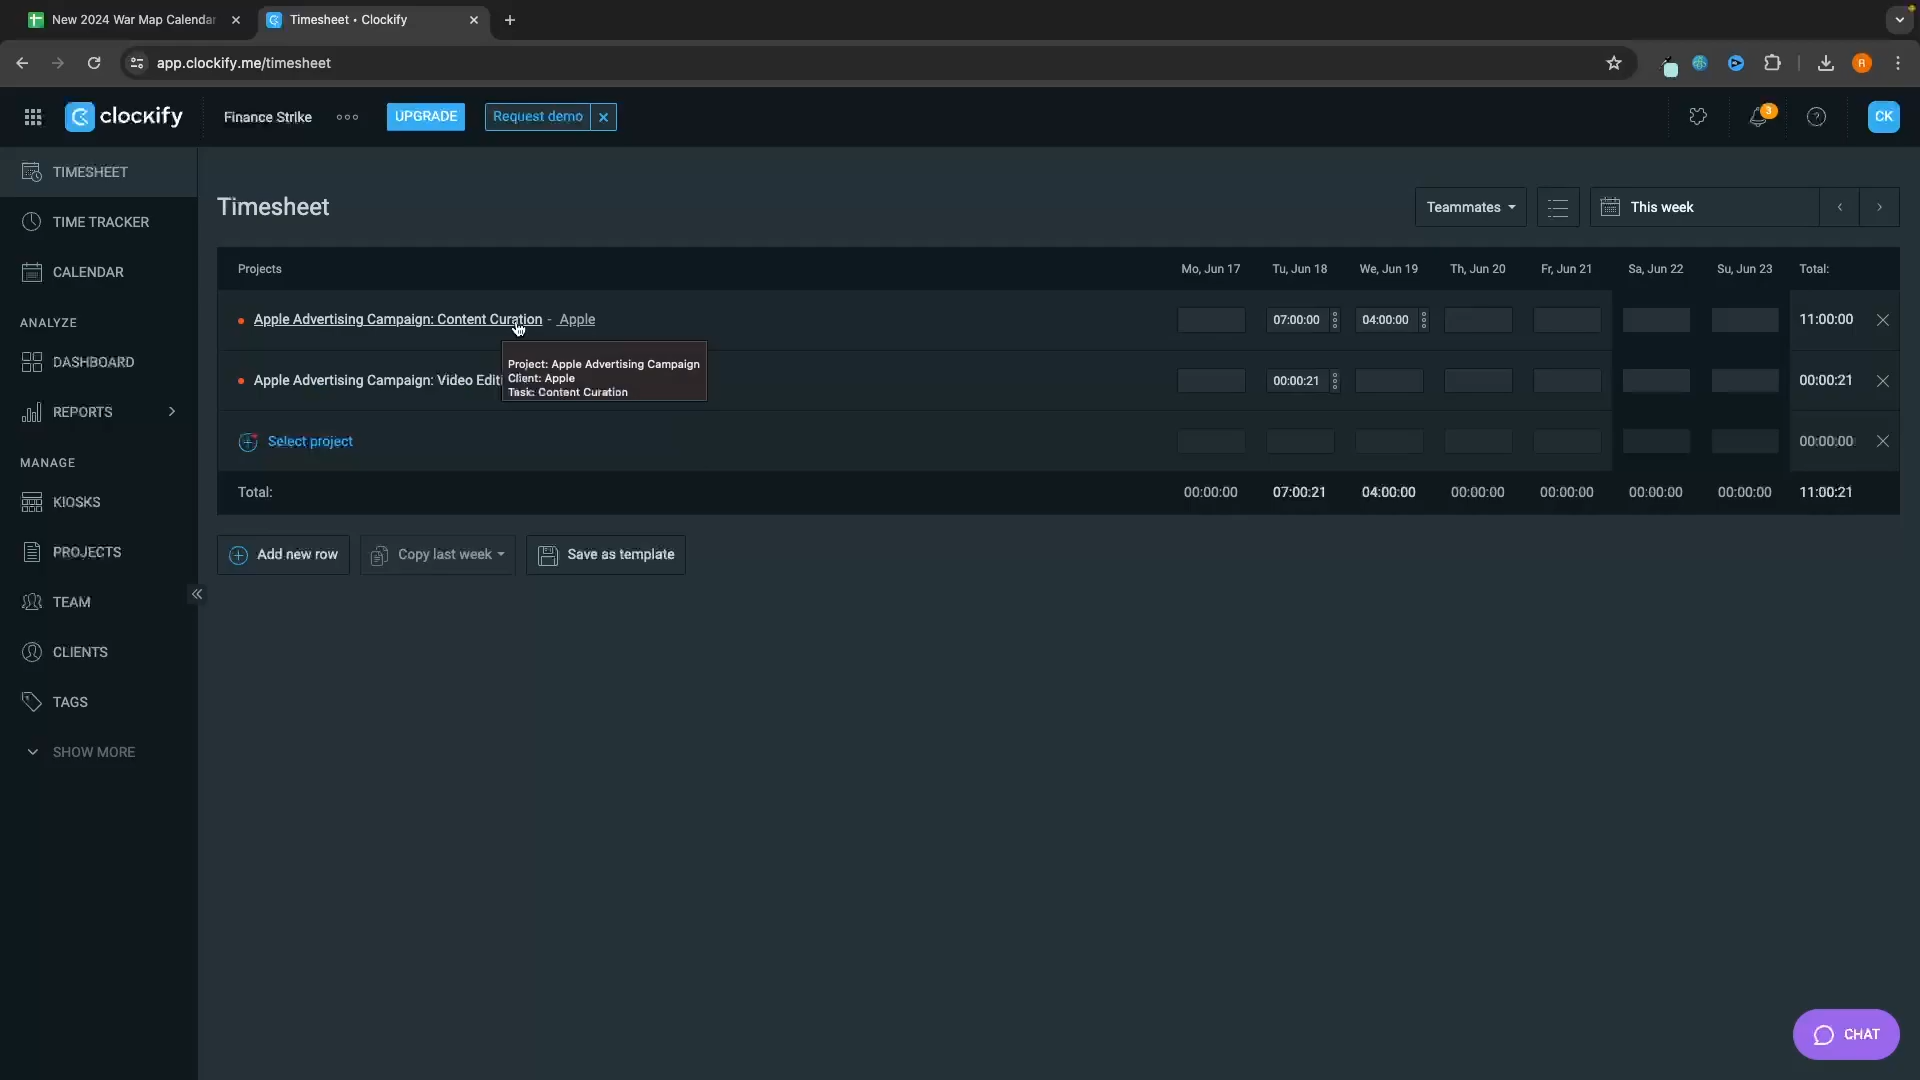 New 2024 War Map Calendar
Timesheet • Clockify
app.clockify.me/timesheet
R
clockify
Finance Strike
UPGRADE
Request demo
3
CK
TIMESHEET
TIME TRACKER
CALENDAR
ANALYZE
DASHBOARD
REPORTS
MANAGE
KIOSKS
PROJECTS
TEAM
CLIENTS
TAGS
SHOW MORE
Timesheet
Teammates
This week
Projects Mo, Jun 17 Tu, Jun 18 We, Jun 19 Th, Jun 20 Fr, Jun 21 Sa, Jun 22 Su, Jun 23 Total:
Apple Advertising Campaign: Content Curation - Apple 07:00:00 04:00:00 11:00:00
Project: Apple Advertising Campaign
Client: Apple
Task: Content Curation
Apple Advertising Campaign: Video Editi 00:00:21 00:00:21
Select project 00:00:00
Total: 00:00:00 07:00:21 04:00:00 00:00:00 00:00:00 00:00:00 00:00:00 11:00:21
Add new row
Copy last week
Save as template
CHAT